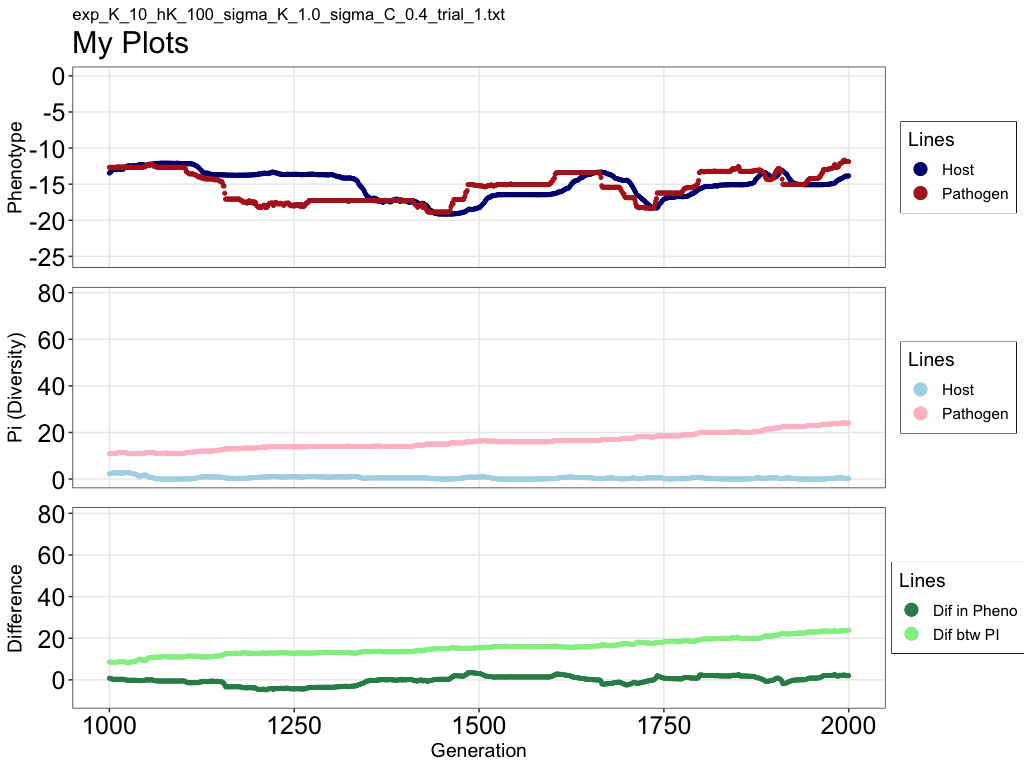 exp_K_10_hK_100_sigma_K_1.0_sigma_C_0.4_trial_1.txt
My Plots
Phenotype
0
-5
-10
-15
-20
-25
Lines
Host
Pathogen
Pi (Diversity)
80
60
40
20
0
Lines
Host
Pathogen
Difference
80
60
40
20
0
Lines
Dif in Pheno
Dif btw PI
1000 1250 1500 1750 2000
Generation